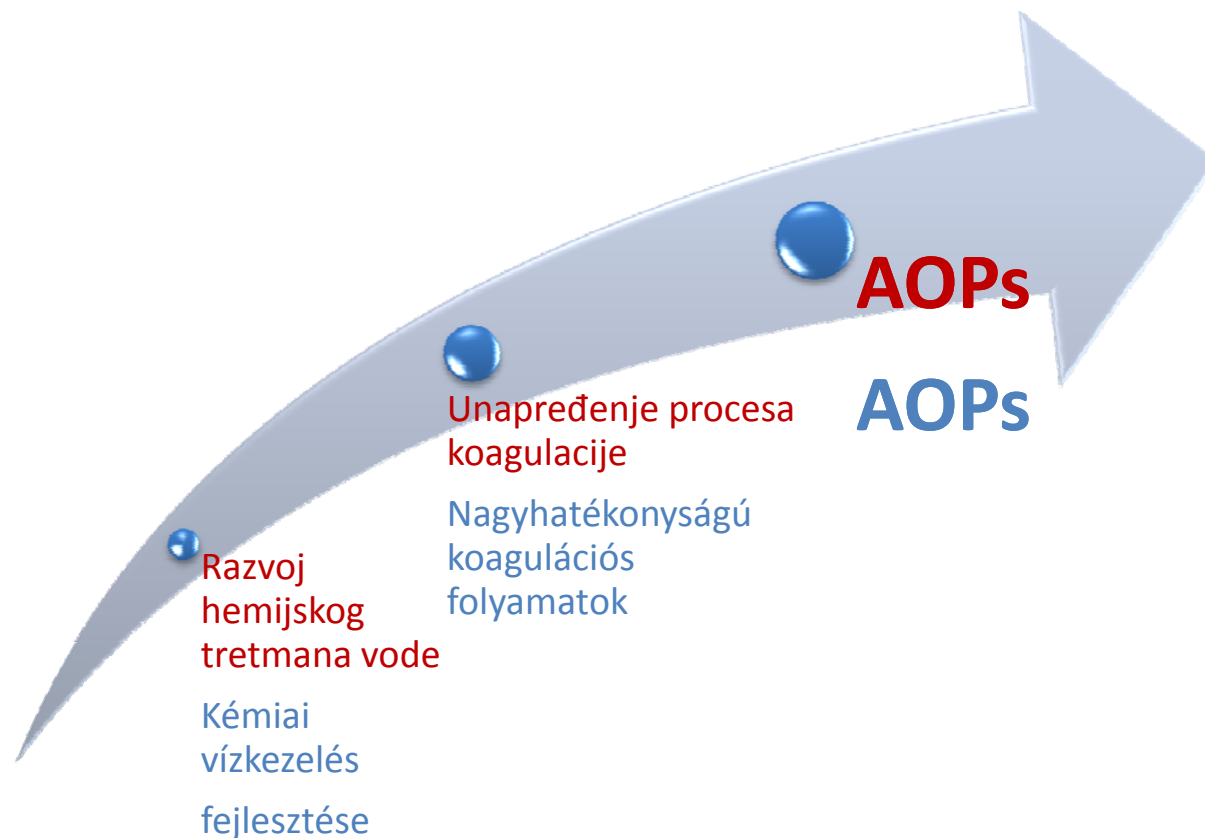 Razvoj
hemijskog
tretmana vode
Kémiai
vízkezelés
fejlesztése
Unapređenje procesa
koagulacije
Nagyhatékonyságú
koagulációs
folyamatok
AOPs
AOPs